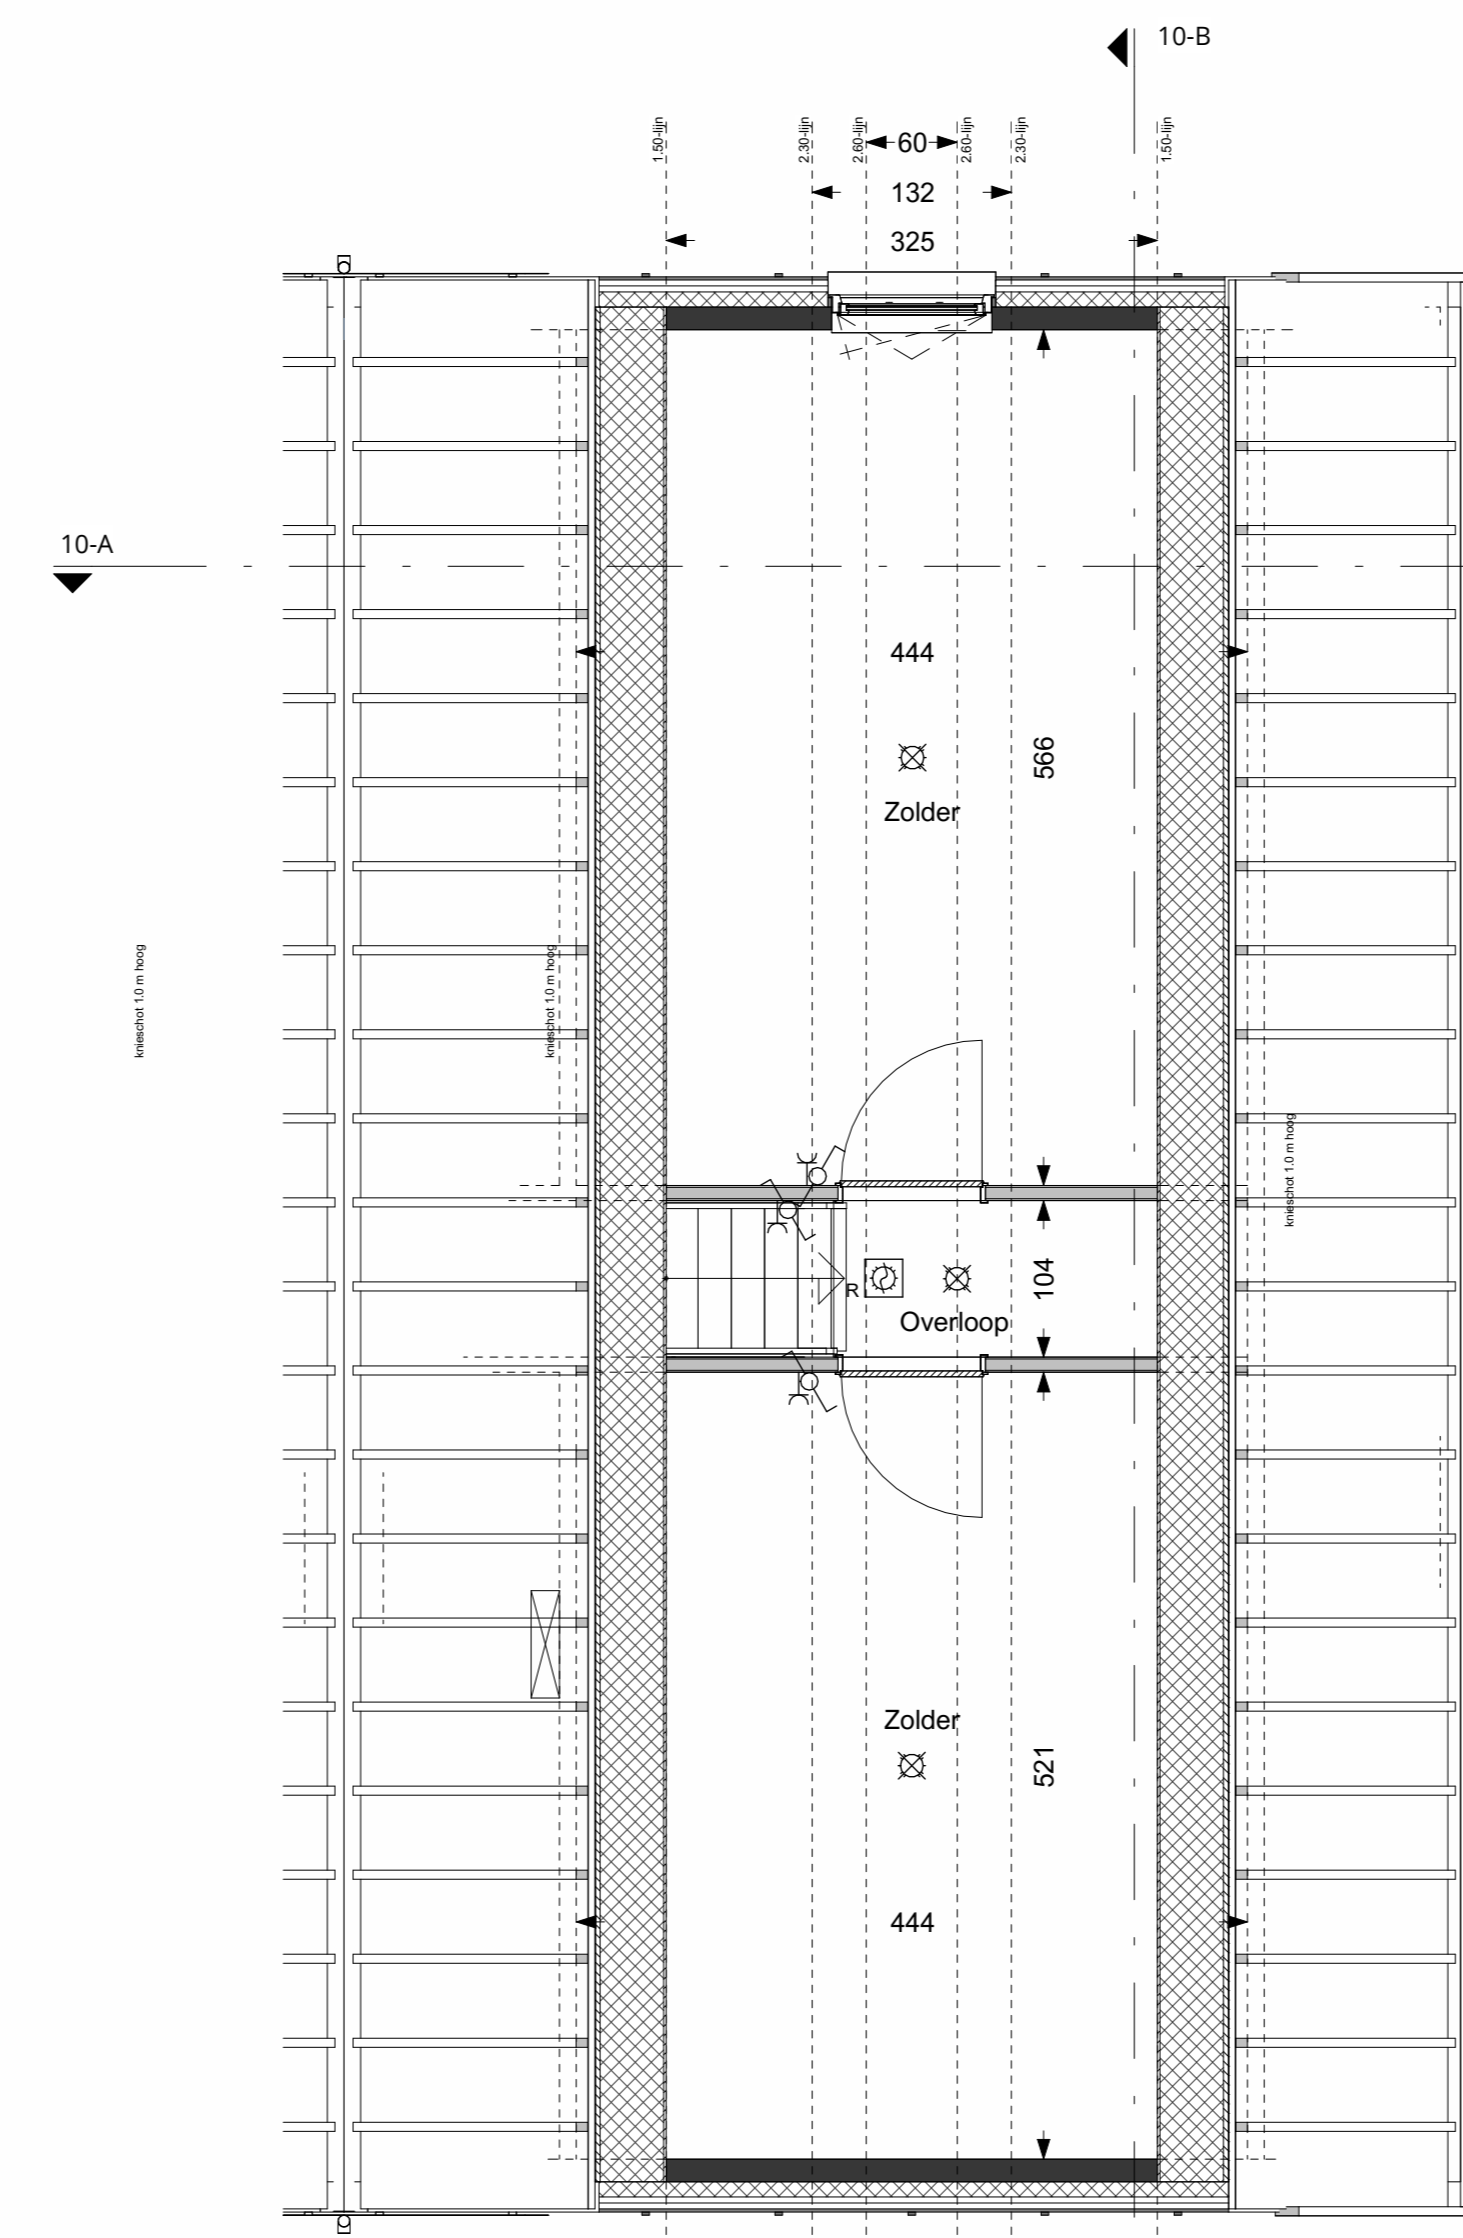 10-B
1.50-lijn
2.30-lijn
2.60-lijn
60
2.60-lijn
2.30-lijn
1.50-lijn
132
325
10-A
444
566
Zolder
knieschot 1.0 m hoog
knieschot 1.0 m hoog
knieschot 1.0 m hoog
R
104
Overloop
Zolder
521
444